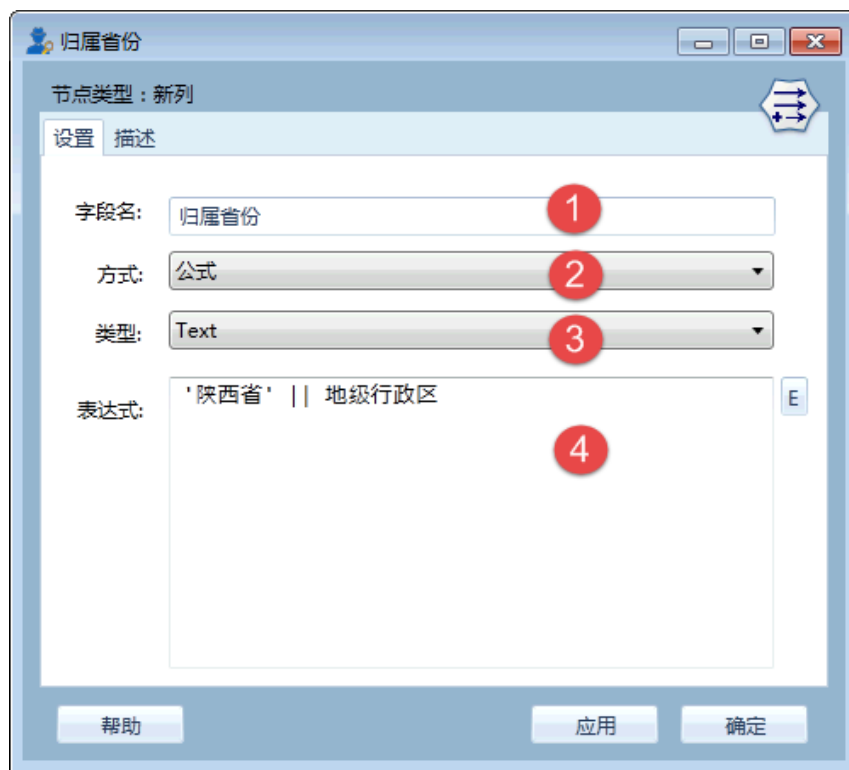 归属省份
节点类型：新列
设置 描述
字段名: 归属省份 1
方式: 公式 2
类型: Text 3
表达式: '陕西省' || 地级行政区 E
4
帮助 应用 确定